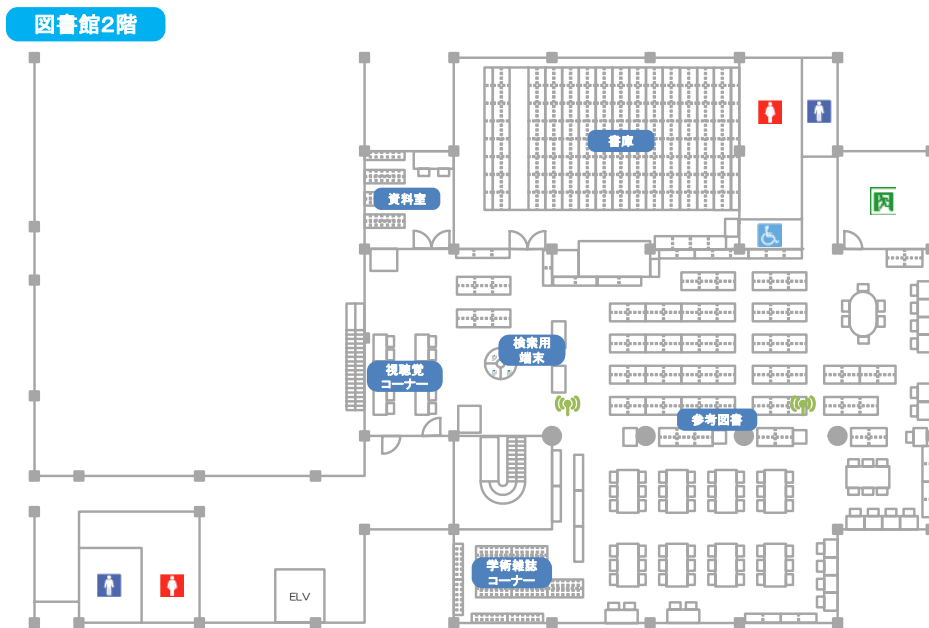 図書館2階
書庫
資料室
検索用
端末
視聴覚
コーナー
参考図書
学術雑誌
コーナー
ELV